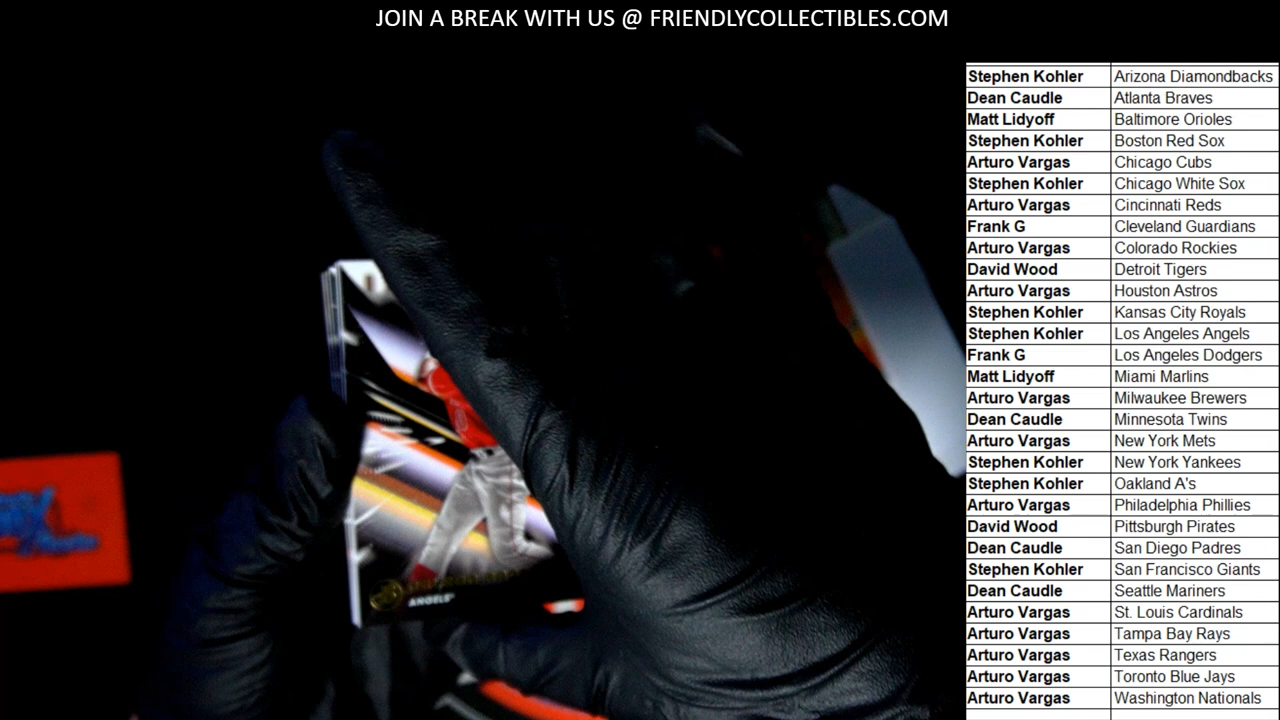 JOIN A BREAK WITH US @ FRIENDLYCOLLECTIBLES.COM
Stephen Kohler Arizona Diamondbacks
Dean Caudle Atlanta Braves
Matt Lidyoff Baltimore Orioles
Stephen Kohler Boston Red Sox
Arturo Vargas Chicago Cubs
Stephen Kohler Chicago White Sox
Arturo Vargas Cincinnati Reds
Frank G Cleveland Guardians
Arturo Vargas Colorado Rockies
David Wood Detroit Tigers
Arturo Vargas Houston Astros
Stephen Kohler Kansas City Royals
Stephen Kohler Los Angeles Angels
Frank G Los Angeles Dodgers
Matt Lidyoff Miami Marlins
Arturo Vargas Milwaukee Brewers
Dean Caudle Minnesota Twins
Arturo Vargas New York Mets
Stephen Kohler New York Yankees
Stephen Kohler Oakland A's
Arturo Vargas Philadelphia Phillies
David Wood Pittsburgh Pirates
Dean Caudle San Diego Padres
Stephen Kohler San Francisco Giants
Dean Caudle Seattle Mariners
Arturo Vargas St. Louis Cardinals
Arturo Vargas Tampa Bay Rays
Arturo Vargas Texas Rangers
Arturo Vargas Toronto Blue Jays
Arturo Vargas Washington Nationals
ANGELS